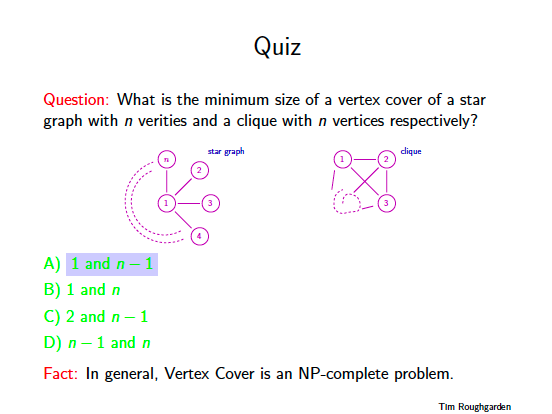 Quiz
Question: What is the minimum size of a vertex cover of a star
graph with n verities and a clique with n vertices respectively?
star graph
n
2
1
3
4
clique
1
2
3
A) 1 and n − 1
B) 1 and n
C) 2 and n − 1
D) n − 1 and n
Fact: In general, Vertex Cover is an NP-complete problem.
Tim Roughgarden